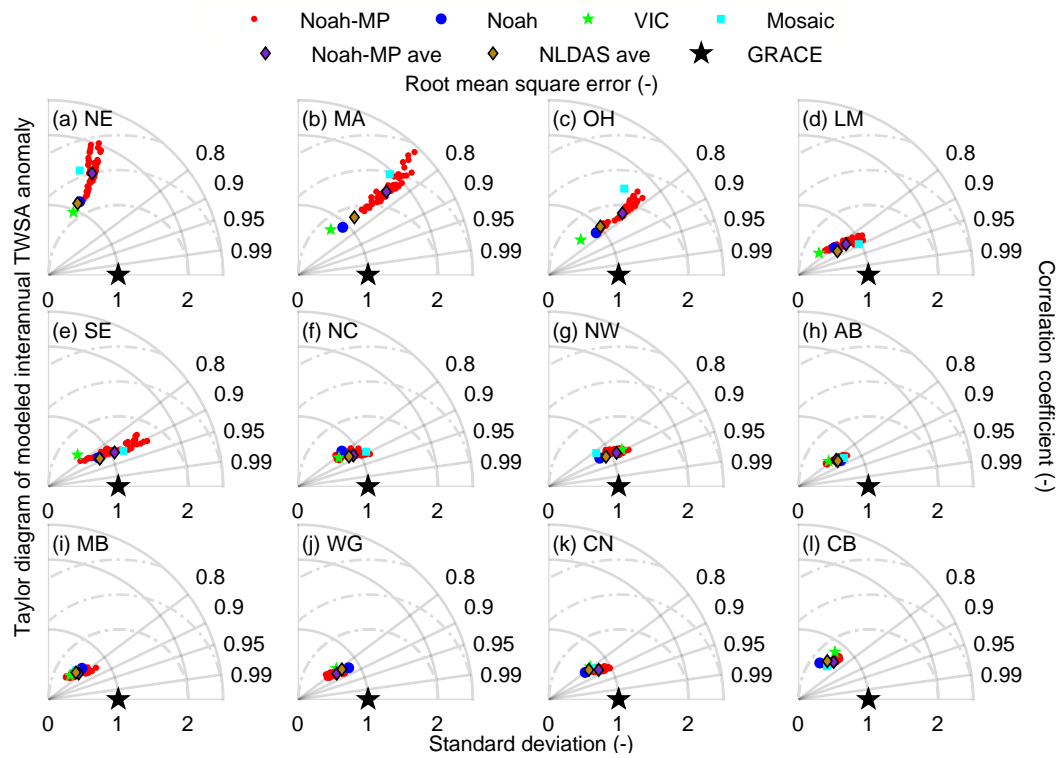 Noah-MP Noah VIC Mosaic
Noah-MP ave NLDAS ave GRACE
Root mean square error (-)
Taylor diagram of modeled interannual TWSA anomaly
(a) NE
0.8
0.9
0.95
0.99
0 1 2
(b) MA
0.8
0.9
0.95
0.99
0 1 2
(c) OH
0.8
0.9
0.95
0.99
0 1 2
(d) LM
0.8
0.9
0.95
0.99
0 1 2
(e) SE
0.8
0.9
0.95
0.99
0 1 2
(f) NC
0.8
0.9
0.95
0.99
0 1 2
(g) NW
0.8
0.9
0.95
0.99
0 1 2
(h) AB
0.8
0.9
0.95
0.99
0 1 2
(i) MB
0.8
0.9
0.95
0.99
0 1 2
(j) WG
0.8
0.9
0.95
0.99
0 1 2
(k) CN
0.8
0.9
0.95
0.99
0 1 2
(l) CB
0.8
0.9
0.95
0.99
0 1 2
Correlation coefficient (-)
Standard deviation (-)